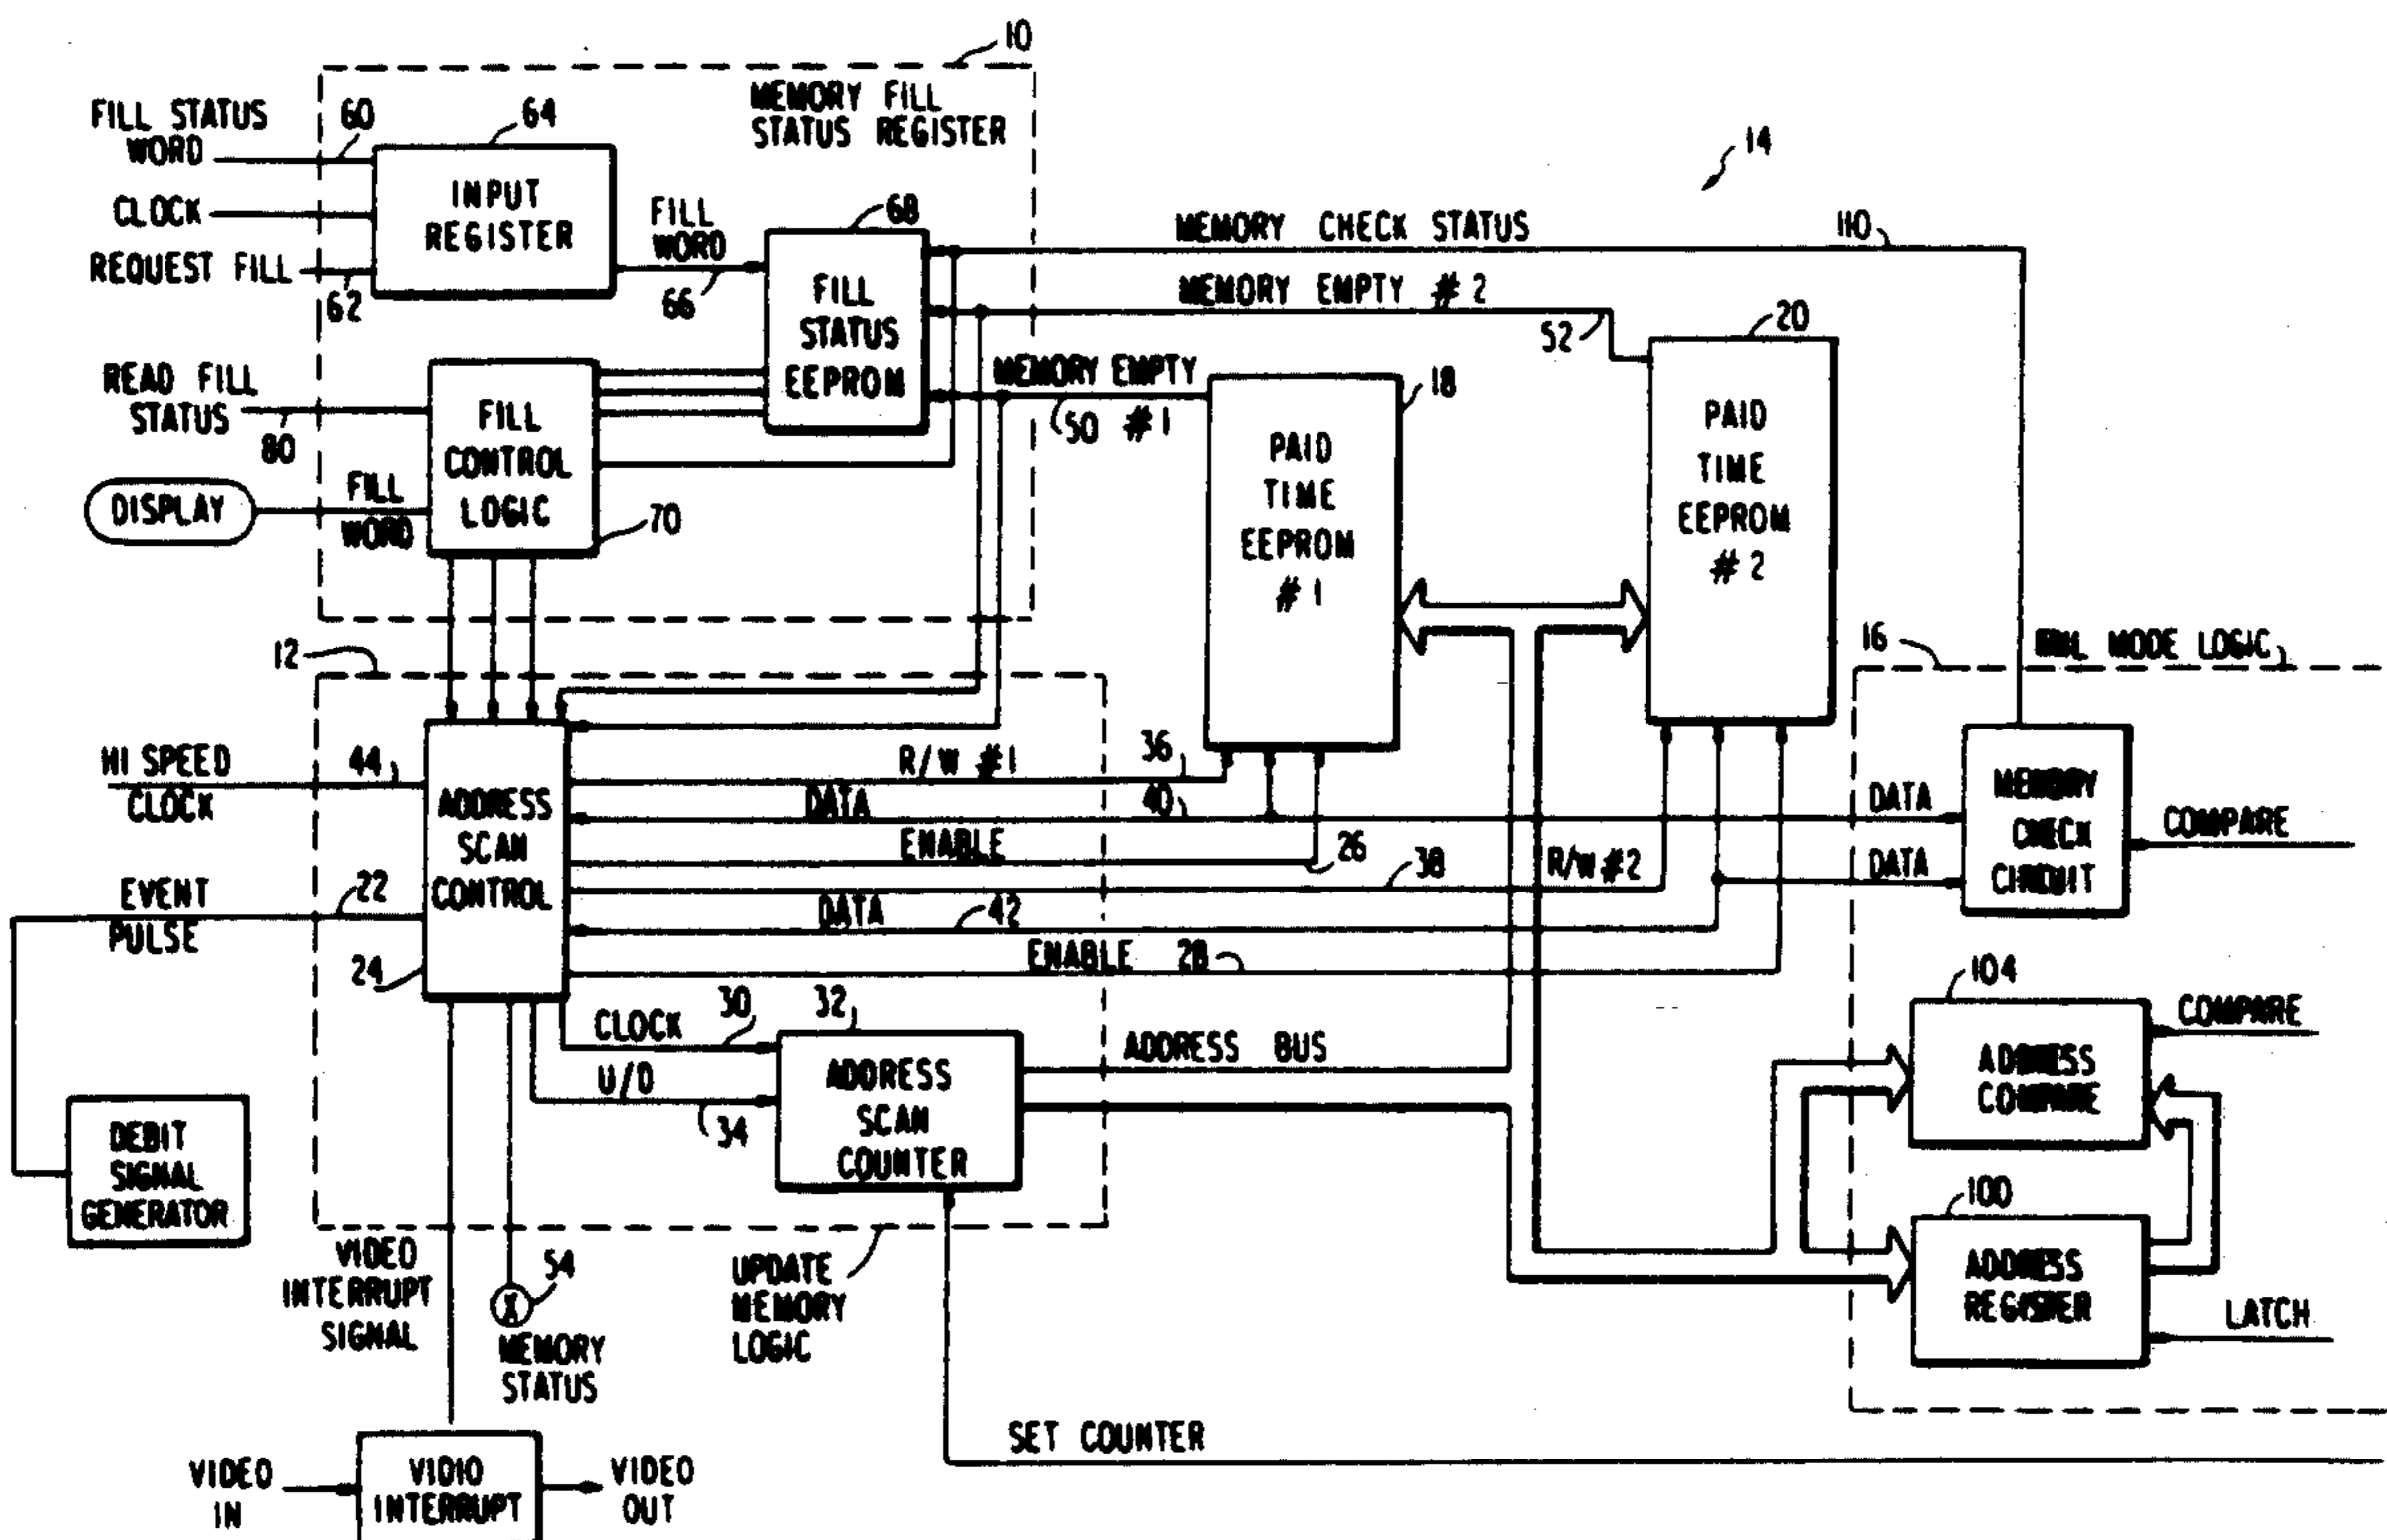 10
MEMORY FILL
STATUS REGISTER
FILL STATUS
WORD
60
64
CLOCK
REQUEST FILL
62
INPUT
REGISTER
FILL
WORD
66
68
FILL
STATUS
EEPROM
14
MEMORY CHECK STATUS
110
MEMORY EMPTY # 2
52
20
MEMORY EMPTY
50 # 1
18
READ FILL
STATUS
80
FILL
CONTROL
LOGIC
70
DISPLAY
FILL
WORD
PAID
TIME
EEPROM
# 1
PAID
TIME
EEPROM
# 2
12
16
MODE LOGIC
HI SPEED
CLOCK
44
EVENT
PULSE
22
24
ADDRESS
SCAN
CONTROL
R/W #1
36
DATA
40
ENABLE
26
38
R/W #2
DATA
42
ENABLE
28
DATA
DATA
MEMORY
CHECK
CIRCUIT
COMPARE
CLOCK
30
32
U/D
34
ADDRESS
SCAN
COUNTER
ADDRESS BUS
104
COMPARE
ADDRESS
COMPARE
100
ADDRESS
REGISTER
LATCH
DEBIT
SIGNAL
GENERATOR
VIDEO
INTERRUPT
SIGNAL
54
X
MEMORY
STATUS
UPDATE
MEMORY
LOGIC
SET COUNTER
VIDEO
IN
VIDIO
INTERRUPT
VIDEO
OUT